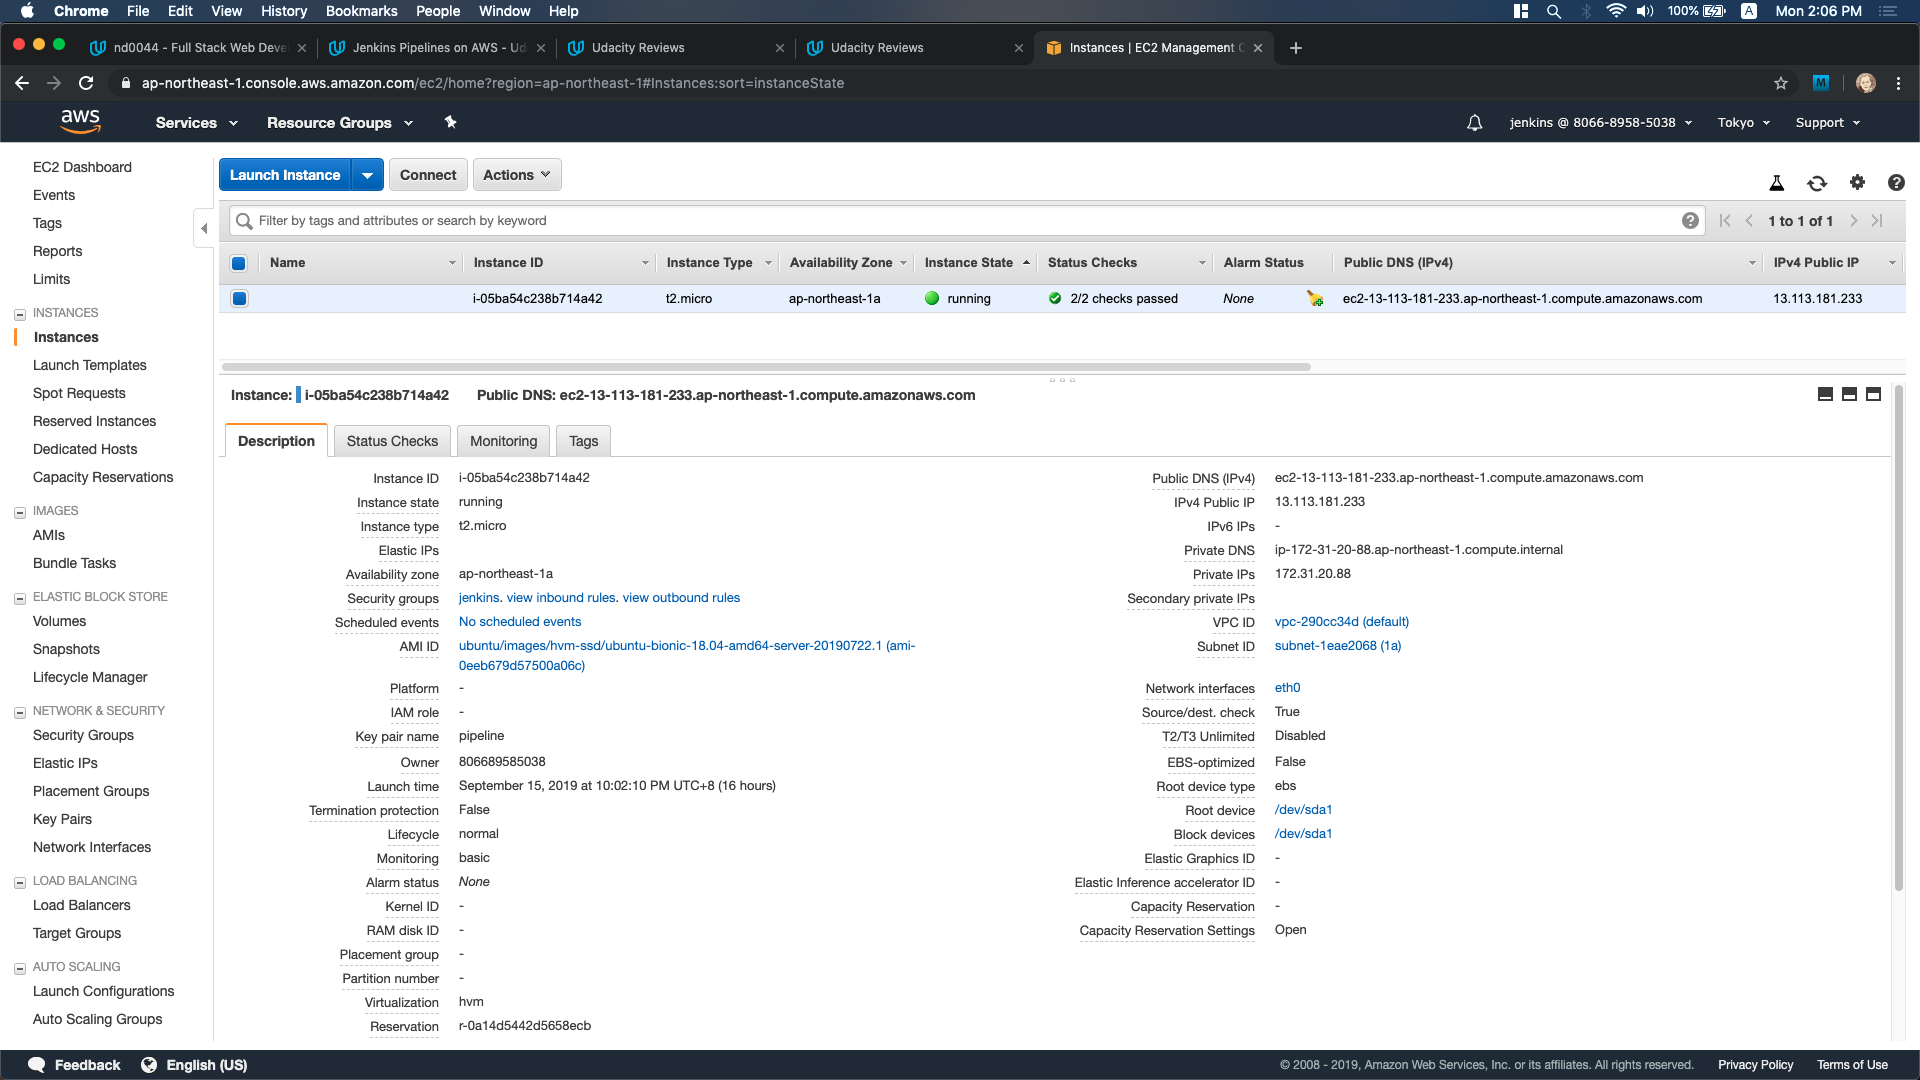 Chrome File Edit View History Bookmarks People Window Help 100% A Mon 2:06 PM
nd0044 - Full Stack Web Deve Jenkins Pipelines on AWS - Ud Udacity Reviews Udacity Reviews Instances | EC2 Management C
ap-northeast-1.console.aws.amazon.com/ec2/home?region=ap-northeast-1#Instances:sort=instanceState M
aws Services Resource Groups jenkins @ 8066-8958-5038 Tokyo Support
EC2 Dashboard
Events
Tags
Reports
Limits
INSTANCES
Instances
Launch Templates
Spot Requests
Reserved Instances
Dedicated Hosts
Capacity Reservations
IMAGES
AMIs
Bundle Tasks
ELASTIC BLOCK STORE
Volumes
Snapshots
Lifecycle Manager
NETWORK & SECURITY
Security Groups
Elastic IPs
Placement Groups
Key Pairs
Network Interfaces
LOAD BALANCING
Load Balancers
Target Groups
AUTO SCALING
Launch Configurations
Auto Scaling Groups
Launch Instance Connect Actions
Filter by tags and attributes or search by keyword 1 to 1 of 1
Name Instance ID Instance Type Availability Zone Instance State Status Checks Alarm Status Public DNS (IPv4) IPv4 Public IP
i-05ba54c238b714a42 t2.micro ap-northeast-1a running 2/2 checks passed None ec2-13-113-181-233.ap-northeast-1.compute.amazonaws.com 13.113.181.233
Instance: i-05ba54c238b714a42 Public DNS: ec2-13-113-181-233.ap-northeast-1.compute.amazonaws.com
Description Status Checks Monitoring Tags
Instance ID i-05ba54c238b714a42
Instance state running
Instance type t2.micro
Elastic IPs
Availability zone ap-northeast-1a
Security groups jenkins. view inbound rules. view outbound rules
Scheduled events No scheduled events
AMI ID ubuntu/images/hvm-ssd/ubuntu-bionic-18.04-amd64-server-20190722.1 (ami-
0eeb679d57500a06c)
Platform -
IAM role -
Key pair name pipeline
Owner 806689585038
Launch time September 15, 2019 at 10:02:10 PM UTC+8 (16 hours)
Termination protection False
Lifecycle normal
Monitoring basic
Alarm status None
Kernel ID -
RAM disk ID -
Placement group -
Partition number -
Virtualization hvm
Reservation r-0a14d5442d5658ecb
Public DNS (IPv4) ec2-13-113-181-233.ap-northeast-1.compute.amazonaws.com
IPv4 Public IP 13.113.181.233
IPv6 IPs -
Private DNS ip-172-31-20-88.ap-northeast-1.compute.internal
Private IPs 172.31.20.88
Secondary private IPs
VPC ID vpc-290cc34d (default)
Subnet ID subnet-1eae2068 (1a)
Network interfaces eth0
Source/dest. check True
T2/T3 Unlimited Disabled
EBS-optimized False
Root device type ebs
Root device /dev/sda1
Block devices /dev/sda1
Elastic Graphics ID -
Elastic Inference accelerator ID -
Capacity Reservation -
Capacity Reservation Settings Open
Feedback English (US) © 2008 - 2019, Amazon Web Services, Inc. or its affiliates. All rights reserved. Privacy Policy Terms of Use